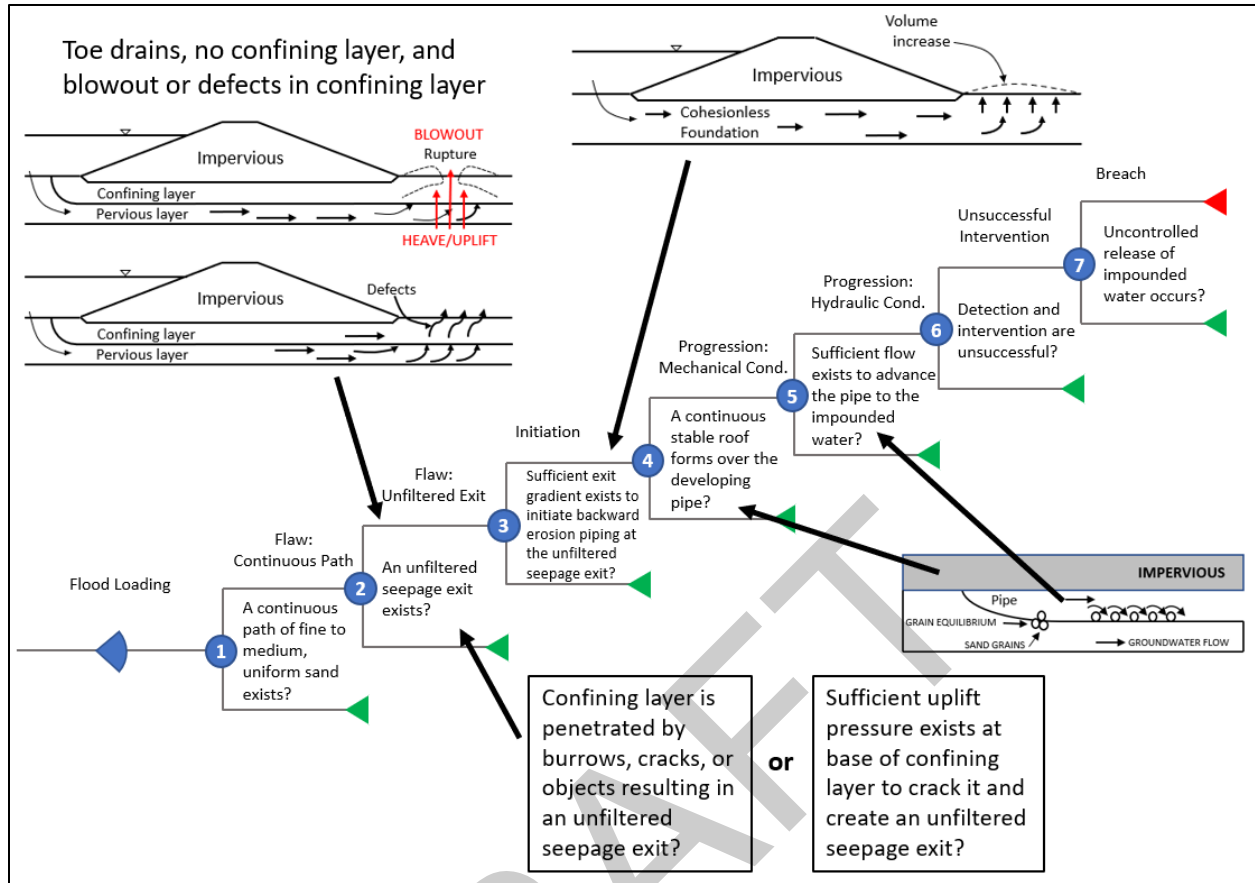 Toe drains, no confining layer, and
blowout or defects in confining layer
Volume
increase
Impervious
Cohesionless
Foundation
BLOWOUT
Rupture
Impervious
Confining layer
Pervious layer
HEAVE/UPLIFT
Defects
Impervious
Confining layer
Pervious layer
Breach
7
Uncontrolled
release of
impounded
water occurs?
Unsuccessful
Intervention
6
Detection and
intervention are
unsuccessful?
Progression:
Hydraulic Cond.
5
Sufficient flow
exists to advance
the pipe to the
impounded
water?
Progression:
Mechanical Cond.
4
A continuous
stable roof
forms over the
developing
pipe?
Initiation
3
Sufficient exit
gradient exists to
initiate backward
erosion piping at
the unfiltered
seepage exit?
Flaw:
Unfiltered Exit
2
An unfiltered
seepage exit
exists?
Flaw:
Continuous Path
1
A continuous
path of fine to
medium,
uniform sand
exists?
Flood Loading
IMPERVIOUS
Pipe
GRAIN EQUILIBRIUM
SAND GRAINS
GROUNDWATER FLOW
Confining layer is
penetrated by
burrows, cracks, or
objects resulting in
an unfiltered
seepage exit?
or
Sufficient uplift
pressure exists at
base of confining
layer to crack it and
create an unfiltered
seepage exit?